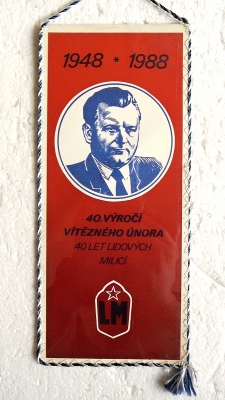 1948 * 1988
40. VÝROČÍ
VÍTĚZNÉHO ÚNORA
40 LET LIDOVÝCH
MILICÍ
LM